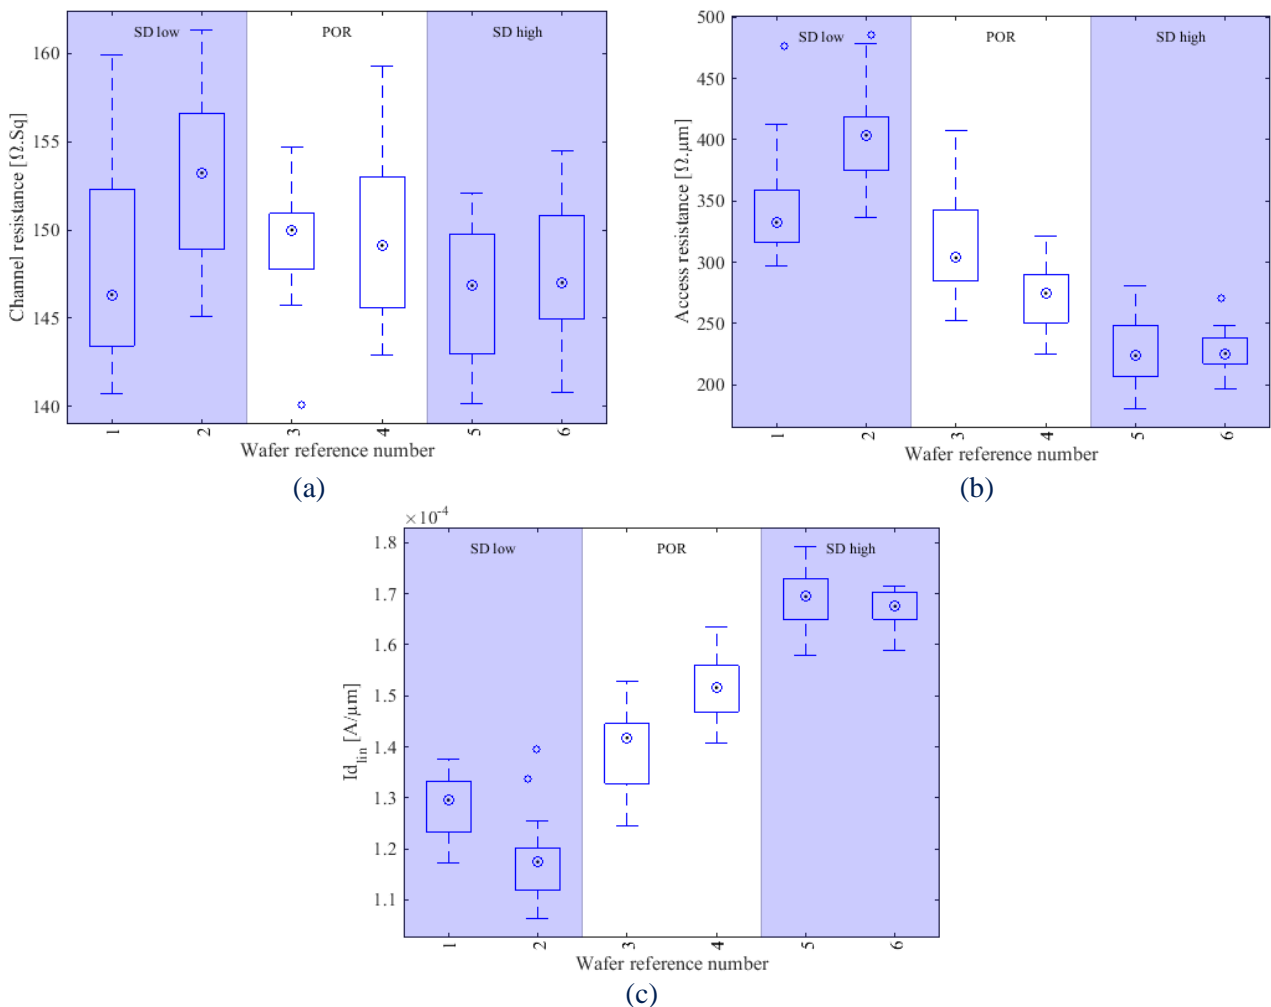 SD low
POR
SD high
160
155
150
145
140
Channel resistance [Ω.Sq]
1 2 3 4 5 6
Wafer reference number
(a)
SD low
POR
SD high
500
450
400
350
300
250
200
Access resistance [Ω.µm]
1 2 3 4 5 6
Wafer reference number
(b)
×10⁻⁴
SD low
POR
SD high
1.8
1.7
1.6
1.5
1.4
1.3
1.2
1.1
Id_lin [A/µm]
1 2 3 4 5 6
Wafer reference number
(c)